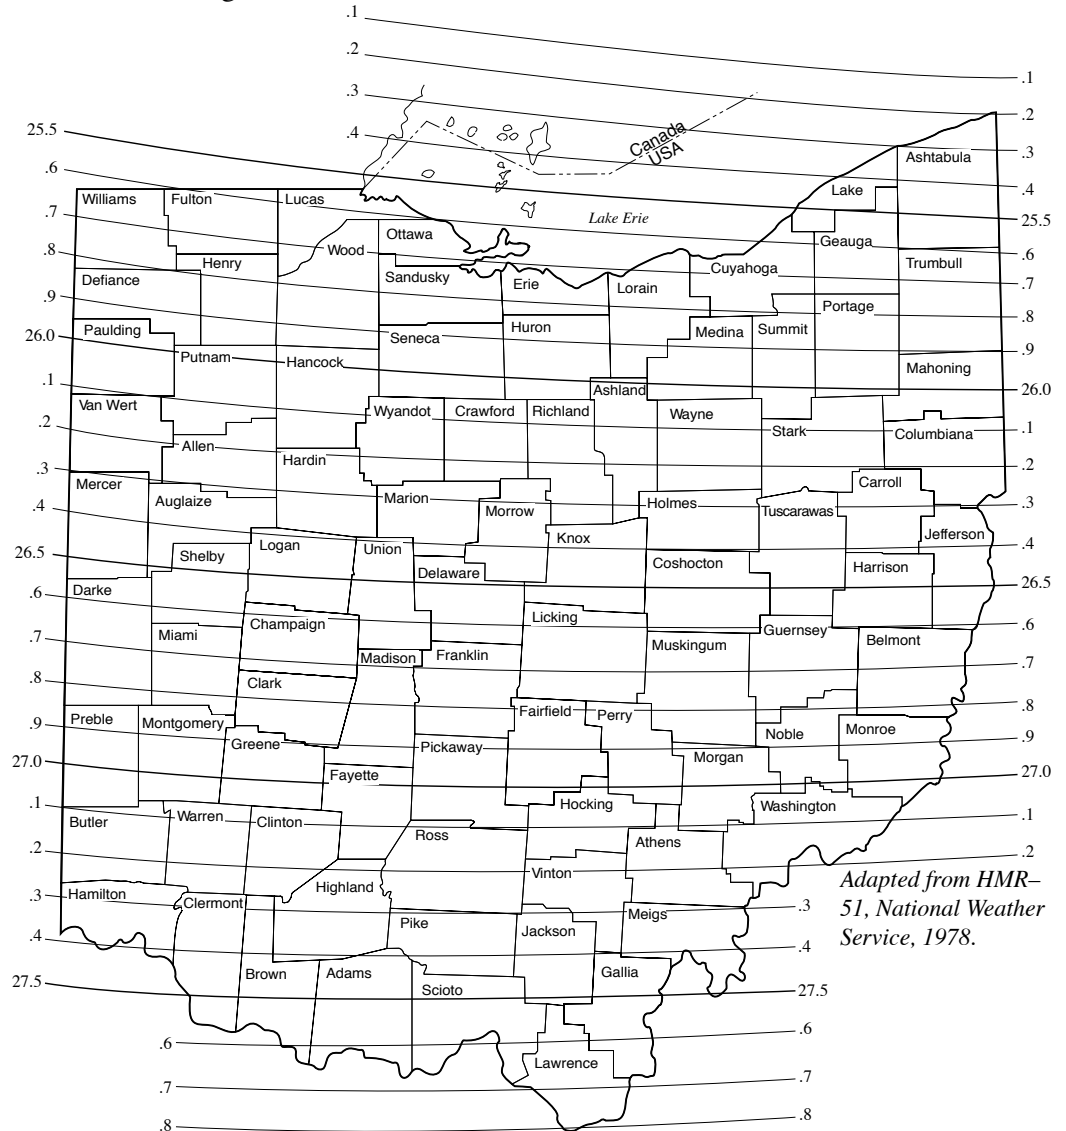 .1
.1
.2
.2
.3
.3
.4
.4
Canada
USA
25.5
25.5
.6
.6
.7
.7
.8
.8
.9
.9
26.0
26.0
.1
.1
.2
.2
.3
.3
.4
.4
26.5
26.5
.6
.6
.7
.7
.8
.8
.9
.9
27.0
27.0
.1
.1
.2
.2
.3
.3
.4
.4
27.5
27.5
.6
.6
.7
.7
.8
.8
Lake Erie
Williams
Fulton
Lucas
Ottawa
Wood
Henry
Defiance
Sandusky
Erie
Lorain
Cuyahoga
Lake
Geauga
Ashtabula
Trumbull
Paulding
Putnam
Hancock
Seneca
Huron
Medina
Summit
Portage
Mahoning
Van Wert
Allen
Hardin
Wyandot
Crawford
Richland
Ashland
Wayne
Stark
Columbiana
Mercer
Auglaize
Marion
Morrow
Holmes
Tuscarawas
Carroll
Jefferson
Shelby
Logan
Union
Delaware
Knox
Coshocton
Harrison
Darke
Miami
Champaign
Madison
Franklin
Licking
Muskingum
Guernsey
Belmont
Clark
Preble
Montgomery
Greene
Fayette
Pickaway
Fairfield
Perry
Morgan
Noble
Monroe
Butler
Warren
Clinton
Ross
Hocking
Athens
Washington
Hamilton
Clermont
Highland
Vinton
Pike
Jackson
Meigs
Brown
Adams
Scioto
Gallia
Lawrence
Adapted from HMR–
51, National Weather
Service, 1978.